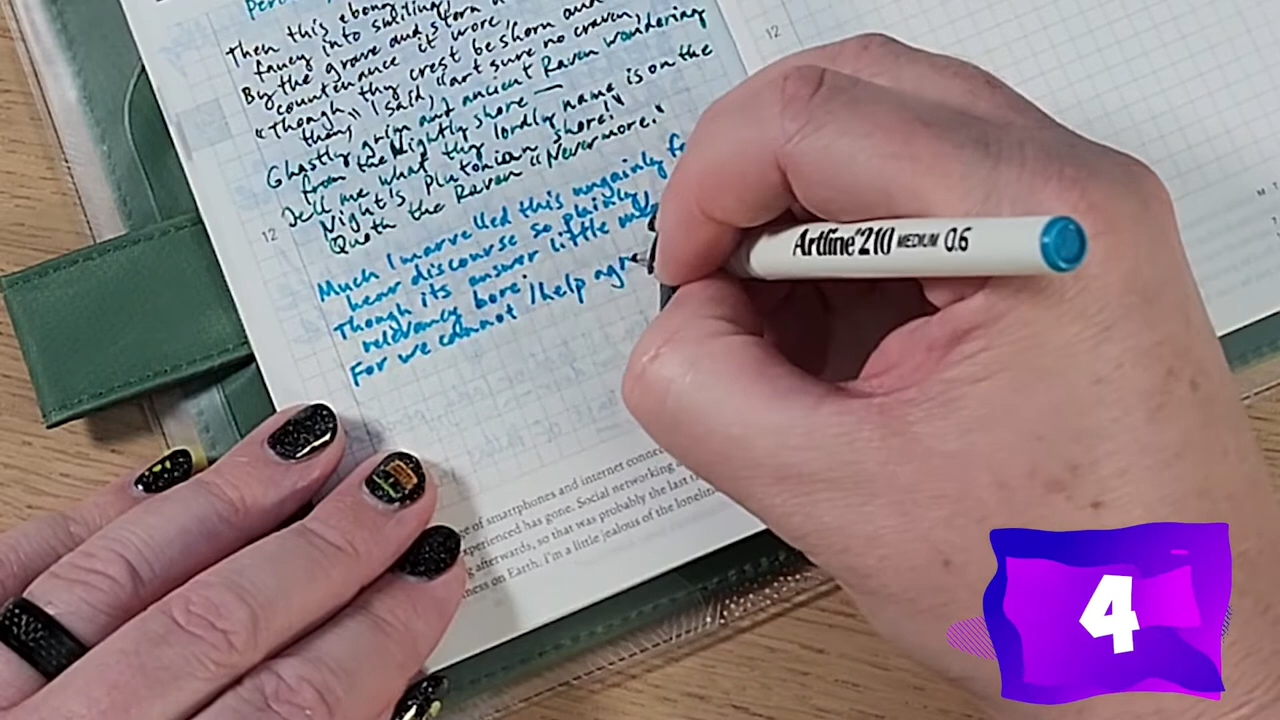 Then this ebony
fancy into smiling
By the grave and stern
countenance it wore
"Though thy crest be shorn and
thou," I said, "art sure no craven,
Ghastly grim and ancient Raven wandering
from the Nightly shore —
Tell me what thy lordly name is on the
Night's Plutonian shore!"
Quoth the Raven "Nevermore."
Much I marvelled this ungainly
hear discourse so plainly,
Though its answer little
relevancy bore;
For we cannot help
12
12
Artline 210 MEDIUM 0.6
of smartphones and internet
experienced has gone. Social networking
afterwards, so that was probably the last
on Earth. I'm a little jealous of the
4